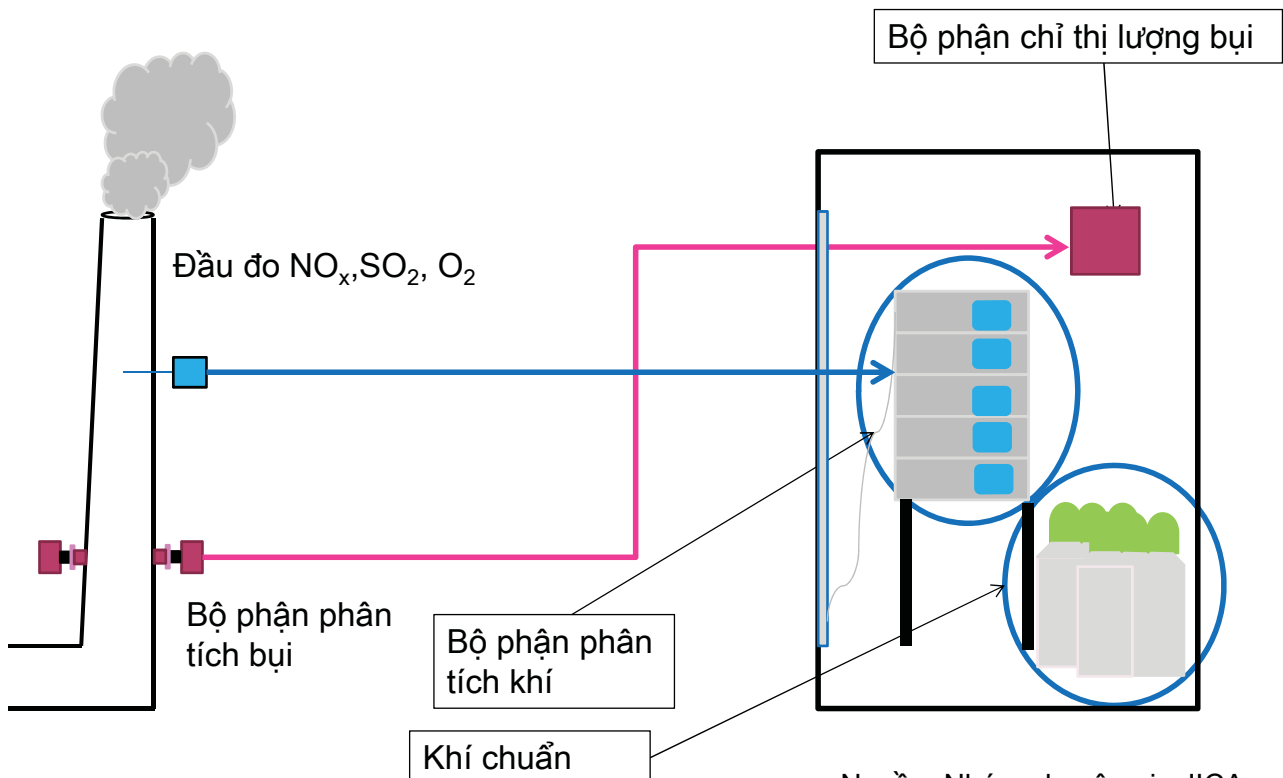 Bộ phận chỉ thị lượng bụi
Đầu đo NOₓ,SO₂, O₂
Bộ phận phân
tích bụi
Bộ phận phân
tích khí
Khí chuẩn